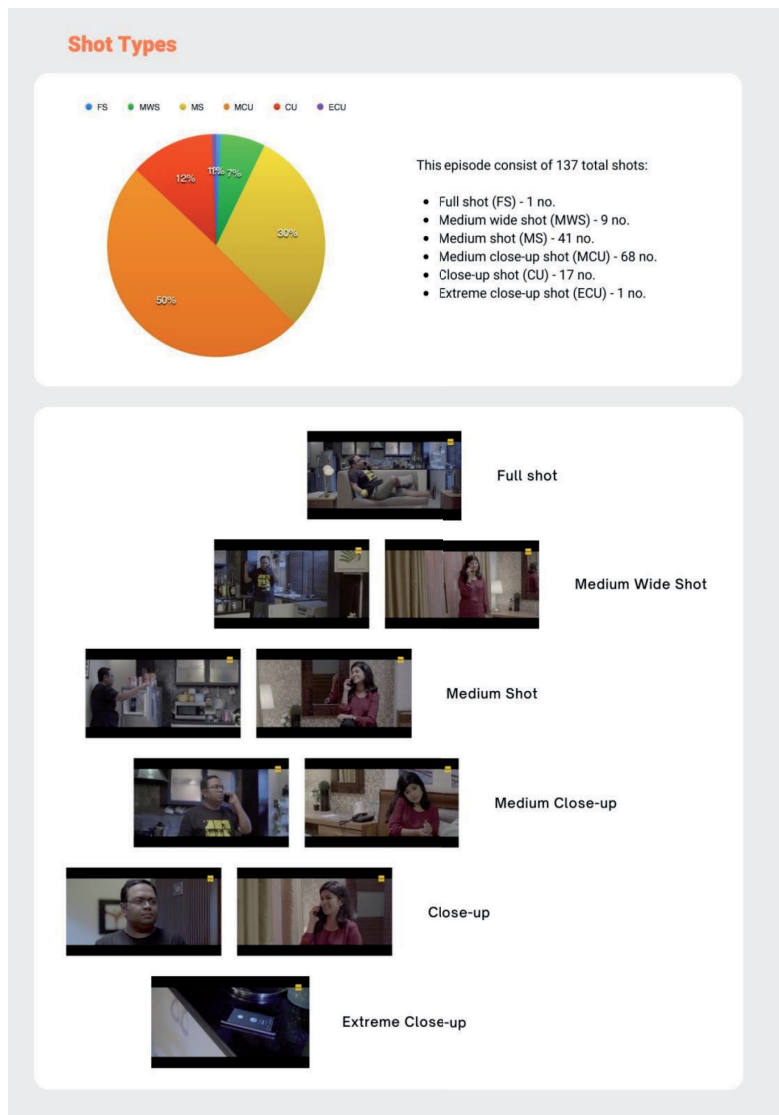 Shot Types
FS MWS MS MCU CU ECU
7%
12%
30%
50%
This episode consist of 137 total shots:
• Full shot (FS) - 1 no.
• Medium wide shot (MWS) - 9 no.
• Medium shot (MS) - 41 no.
• Medium close-up shot (MCU) - 68 no.
• Close-up shot (CU) - 17 no.
• Extreme close-up shot (ECU) - 1 no.
Full shot
Medium Wide Shot
Medium Shot
Medium Close-up
Close-up
Extreme Close-up